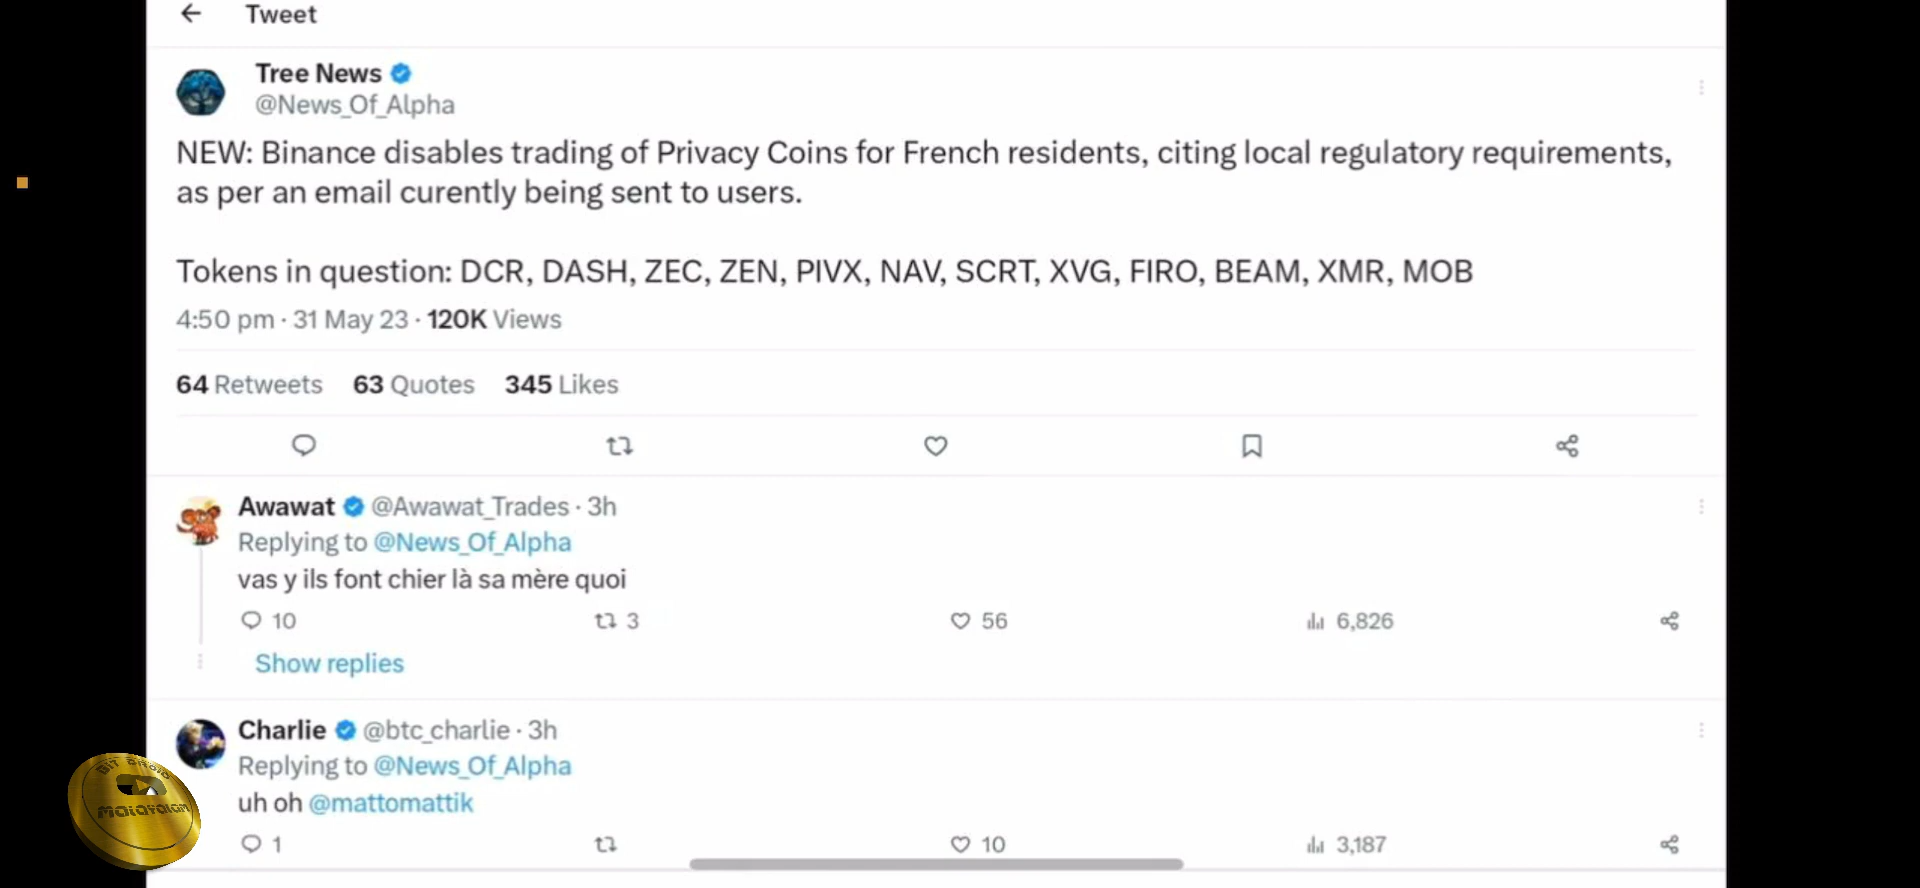 Tweet
Tree News
@News_Of_Alpha
NEW: Binance disables trading of Privacy Coins for French residents, citing local regulatory requirements,
as per an email curently being sent to users.
Tokens in question: DCR, DASH, ZEC, ZEN, PIVX, NAV, SCRT, XVG, FIRO, BEAM, XMR, MOB
4:50 pm · 31 May 23 · 120K Views
64 Retweets 63 Quotes 345 Likes
Awawat @Awawat_Trades · 3h
Replying to @News_Of_Alpha
vas y ils font chier là sa mère quoi
10 3 56 6,826
Show replies
Charlie @btc_charlie · 3h
Replying to @News_Of_Alpha
uh oh @mattomattik
1 10 3,187
BIT DROID
Malayalam